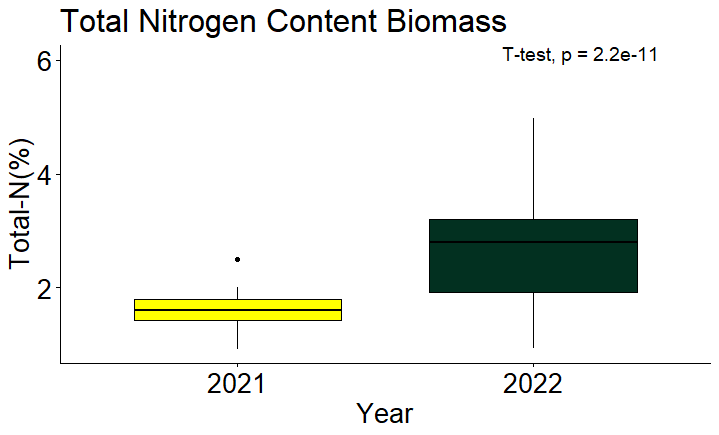 Total Nitrogen Content Biomass
T-test, p = 2.2e-11
6
4
2
Total-N(%)
2021
2022
Year